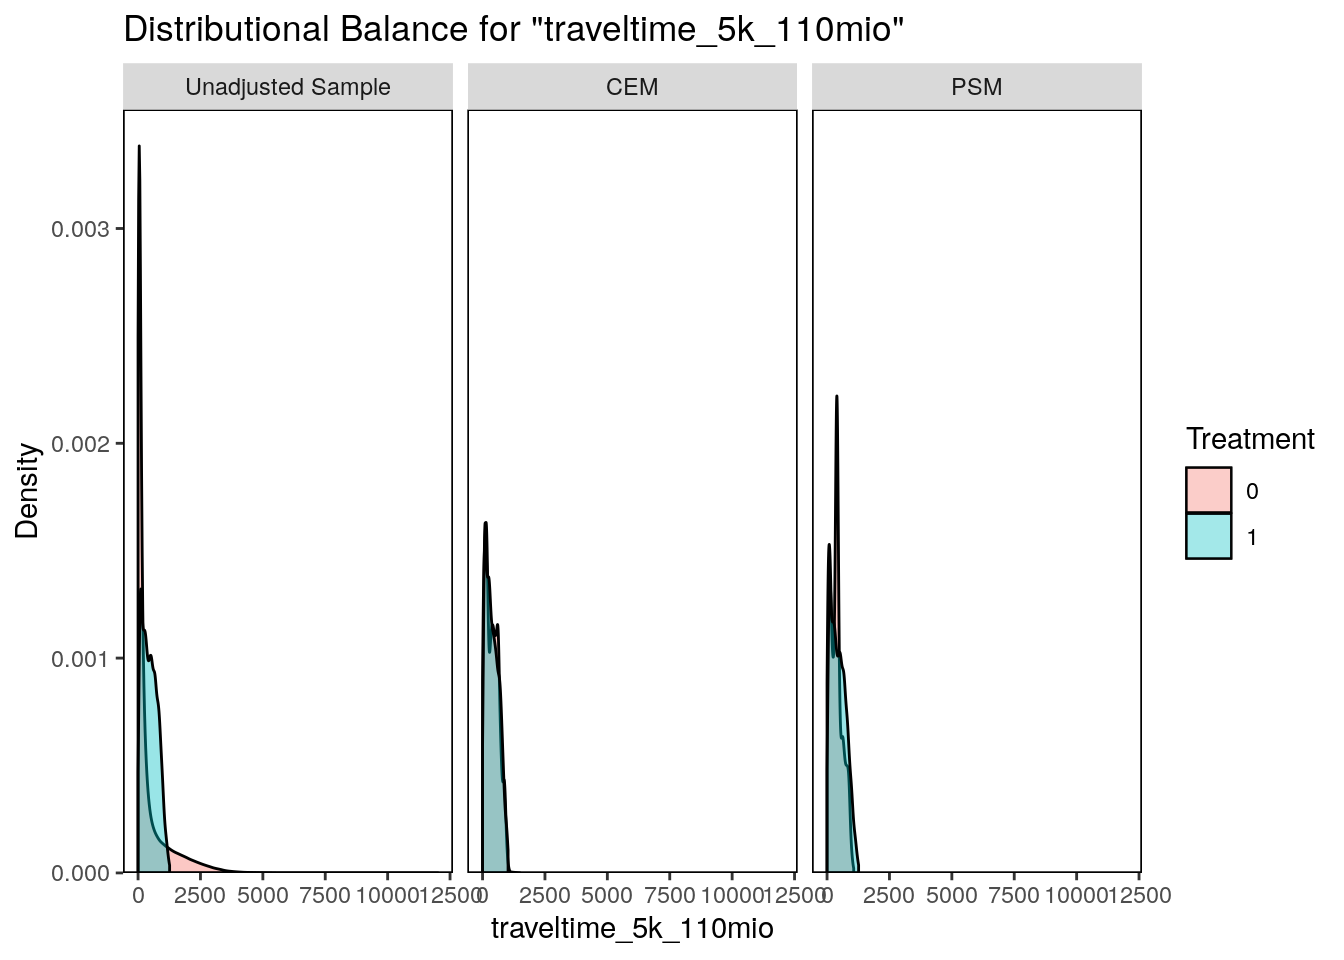 Distributional Balance for "traveltime_5k_110mio"
Unadjusted Sample
CEM
PSM
Density
0.003
0.002
0.001
0.000
0 2500 5000 7500 10000 12500
0 2500 5000 7500 10000 12500
0 2500 5000 7500 10000 12500
traveltime_5k_110mio
Treatment
0
1